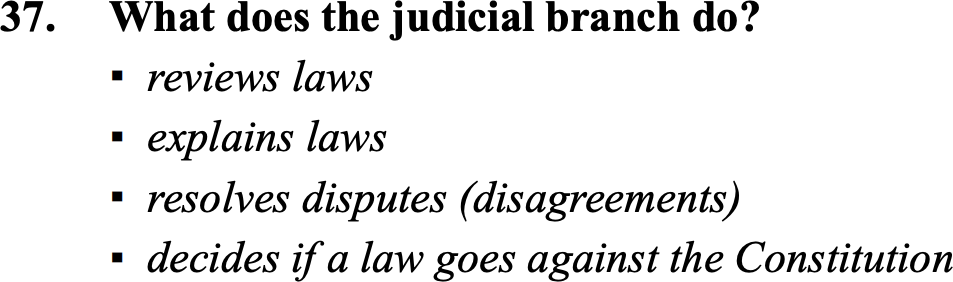 37. What does the judicial branch do?
▪ reviews laws
▪ explains laws
▪ resolves disputes (disagreements)
▪ decides if a law goes against the Constitution